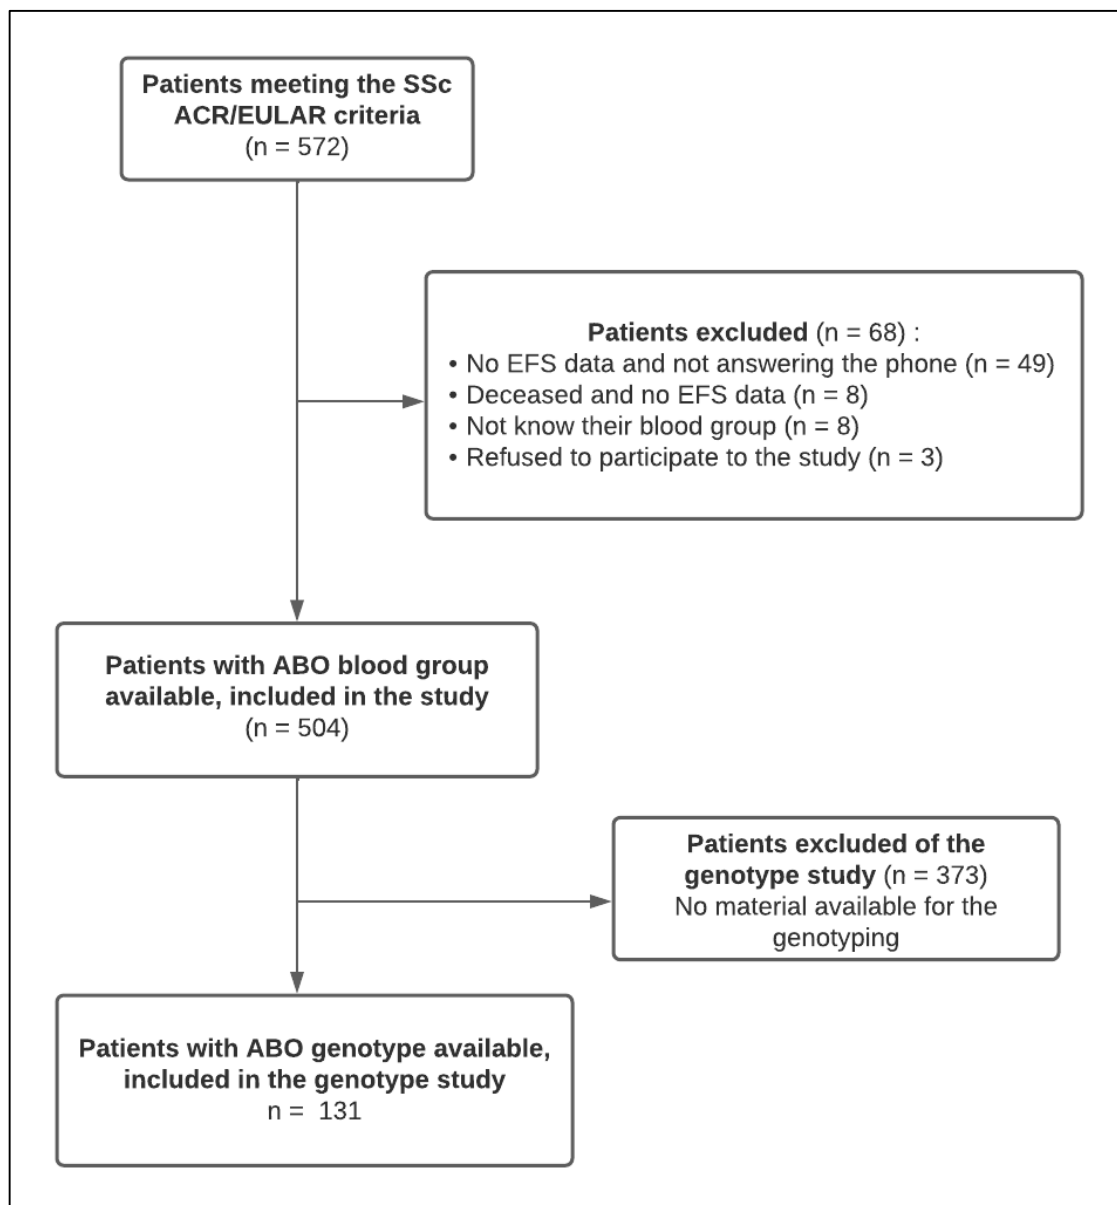 Patients meeting the SSc
ACR/EULAR criteria
(n = 572)
Patients excluded (n = 68) :
• No EFS data and not answering the phone (n = 49)
• Deceased and no EFS data (n = 8)
• Not know their blood group (n = 8)
• Refused to participate to the study (n = 3)
Patients with ABO blood group
available, included in the study
(n = 504)
Patients excluded of the
genotype study (n = 373)
No material available for the
genotyping
Patients with ABO genotype available,
included in the genotype study
n =  131